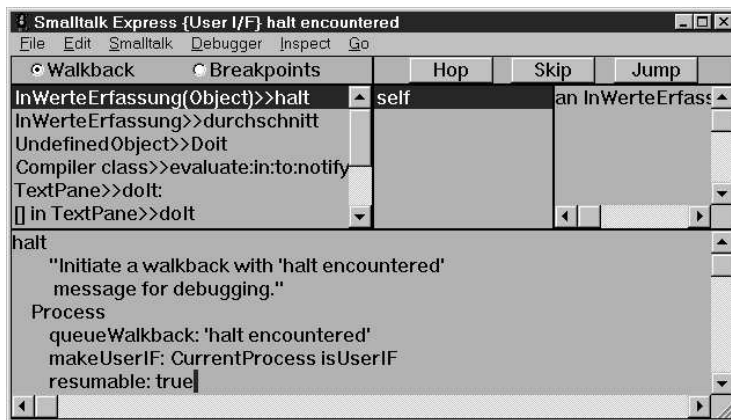 Smalltalk Express {User I/F} halt encountered
File Edit Smalltalk Debugger Inspect Go
Walkback Breakpoints Hop Skip Jump
InWerteErfassung(Object)>>halt
InWerteErfassung>>durchschnitt
UndefinedObject>>Doit
Compiler class>>evaluate:in:to:notify
TextPane>>doIt:
[] in TextPane>>doIt
self
an InWerteErfass
halt
"Initiate a walkback with 'halt encountered'
message for debugging."
Process
queueWalkback: 'halt encountered'
makeUserIF: CurrentProcess isUserIF
resumable: true